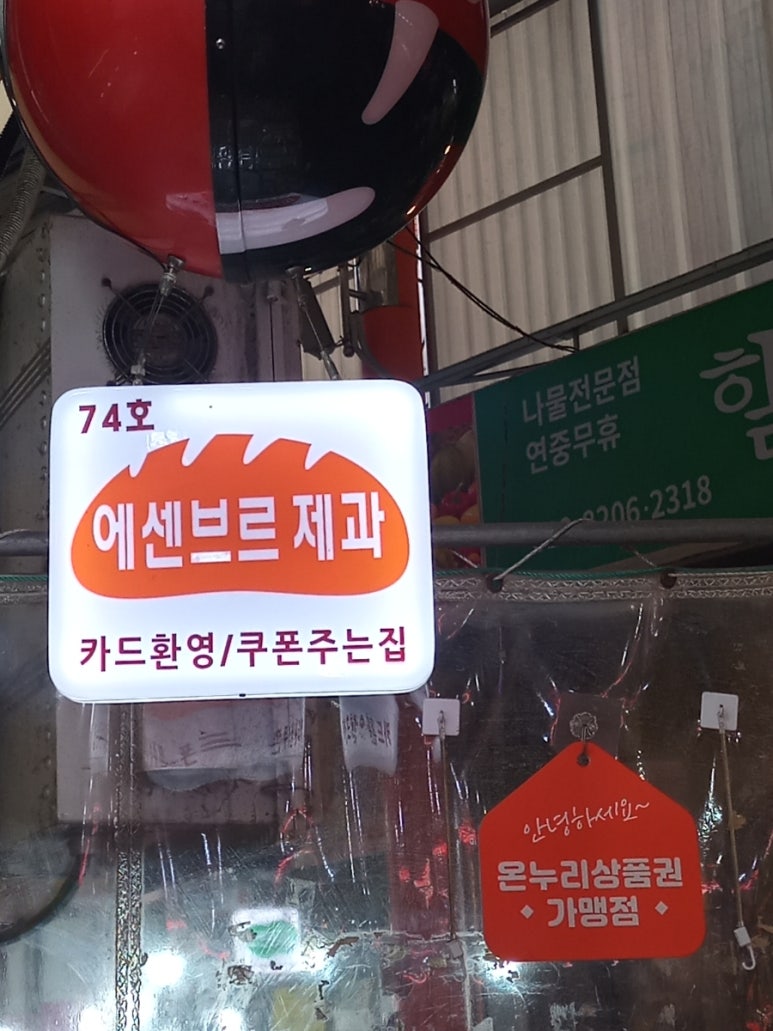 74호
에센브르 제과
카드환영/쿠폰주는집
나물전문점
연중무휴
8206·2318
안녕하세요~
온누리상품권
가맹점